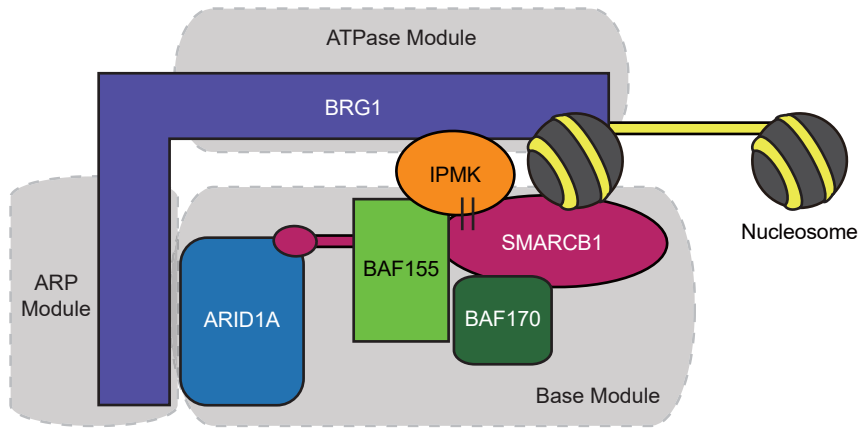 ATPase Module
BRG1
IPMK
SMARCB1
Nucleosome
BAF155
ARP
Module
ARID1A
BAF170
Base Module